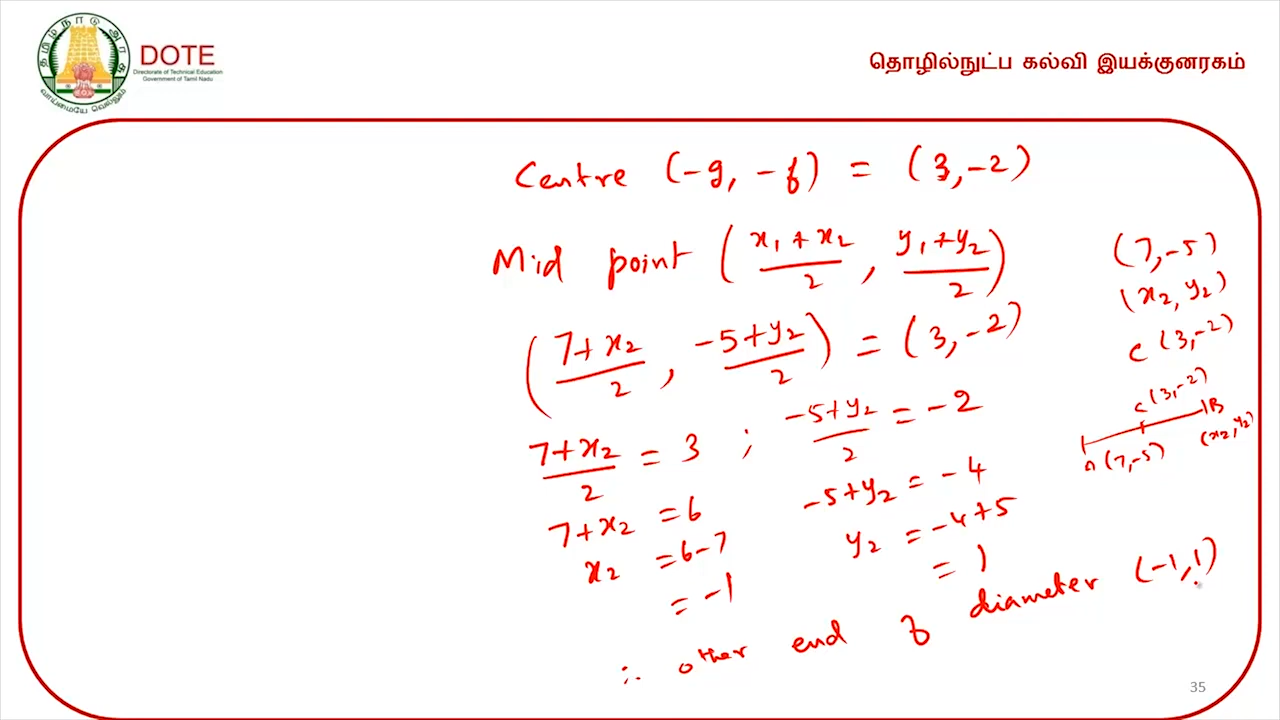 தமிழ்நாடு அரசு
வாய்மையே வெல்லும்
DOTE
Directorate of Technical Education
Government of Tamil Nadu
தொழில்நுட்ப கல்வி இயக்குனரகம்
Centre (-g, -f) = (3, -2)
Mid point ( x₁+x₂/2 , y₁+y₂/2 )
(7, -5)
(x₂, y₂)
C (3, -2)
( 7+x₂/2 , -5+y₂/2 ) = (3, -2)
C (3, -2)
A (7, -5)
B (x₂, y₂)
7+x₂/2 = 3 ; -5+y₂/2 = -2
7+x₂ = 6
-5+y₂ = -4
x₂ = 6-7
y₂ = -4+5
= -1
= 1
∴ other end of diameter (-1, 1)
35